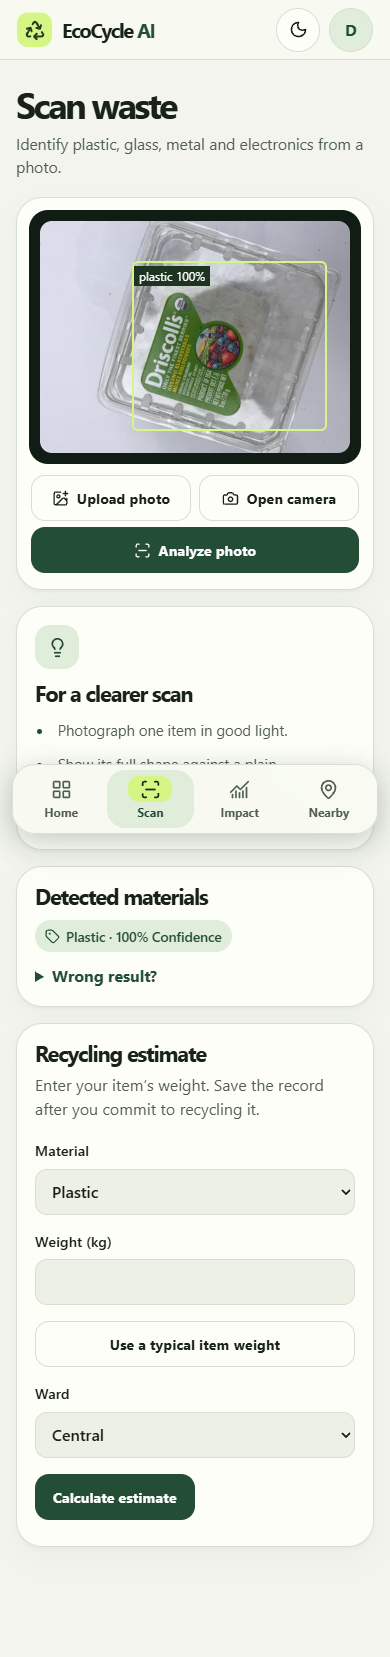 EcoCycle AI
D
Scan waste
Identify plastic, glass, metal and electronics from a
photo.
plastic 100%
Driscoll's
Upload photo
Open camera
Analyze photo
For a clearer scan
• Photograph one item in good light.
Home
Scan
Impact
Nearby
Detected materials
Plastic · 100% Confidence
Wrong result?
Recycling estimate
Enter your item's weight. Save the record
after you commit to recycling it.
Material
Plastic
Weight (kg)
Use a typical item weight
Ward
Central
Calculate estimate